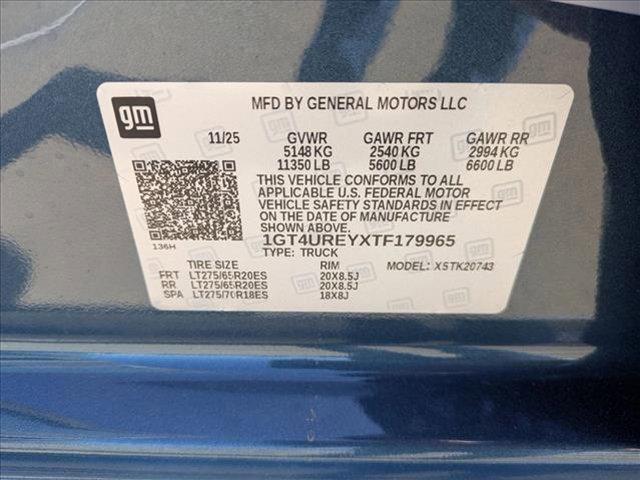 gm
MFD BY GENERAL MOTORS LLC
11/25 GVWR GAWR FRT GAWR RR
5148 KG 2540 KG 2994 KG
11350 LB 5600 LB 6600 LB
THIS VEHICLE CONFORMS TO ALL
APPLICABLE U.S. FEDERAL MOTOR
VEHICLE SAFETY STANDARDS IN EFFECT
ON THE DATE OF MANUFACTURE
SHOWN ABOVE.
1GT4UREYXTF179965
136H
TYPE: TRUCK
MODEL: XSTK20743
TIRE SIZE RIM
FRT LT275/65R20ES 20X8.5J
RR LT275/65R20ES 20X8.5J
SPA LT275/70R18ES 18X8J